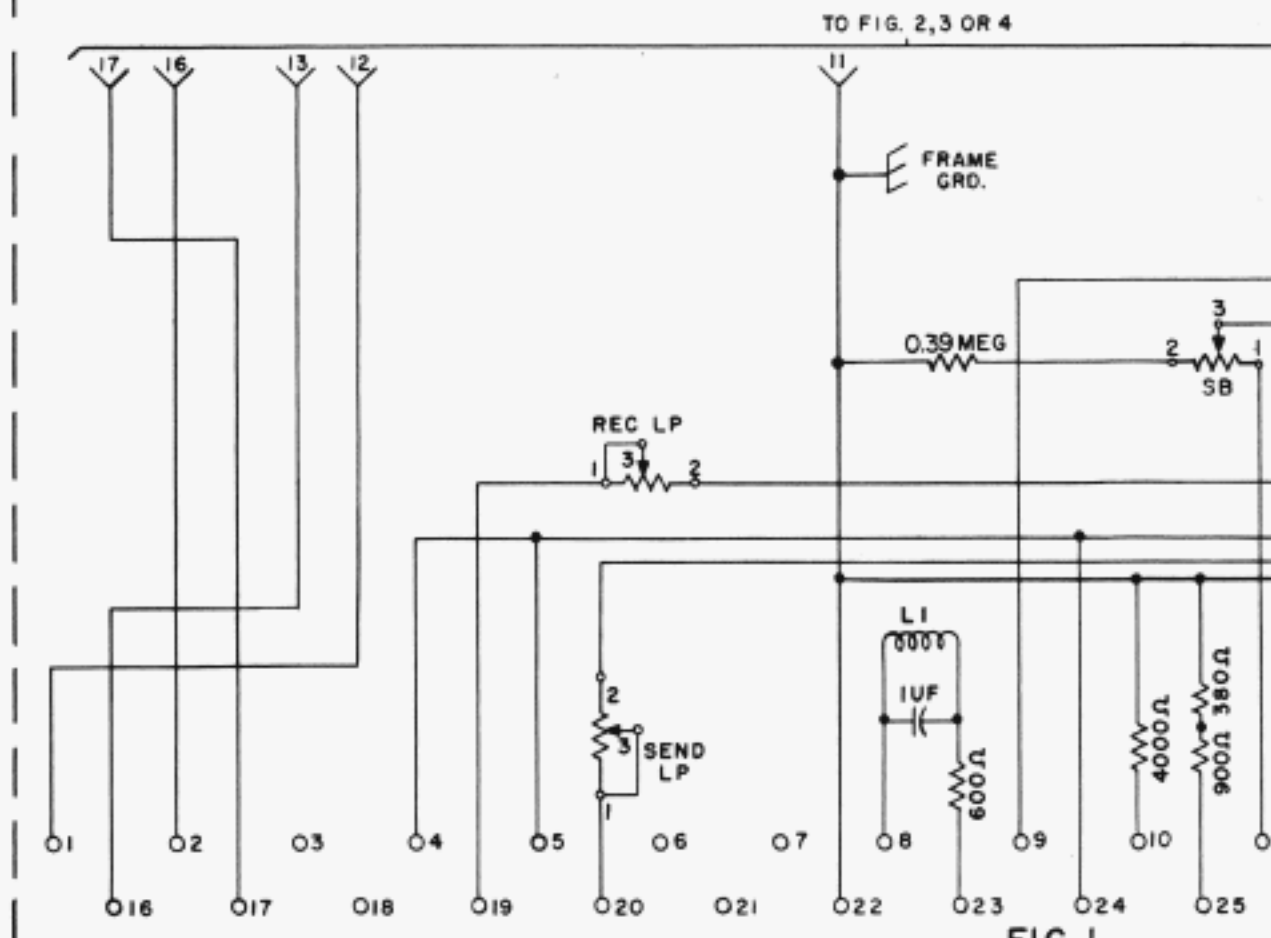 TO FIG. 2,3 OR 4
17 16 13 12 11
FRAME
GRD.
3
0.39 MEG 2 1
SB
REC LP
1 3 2
L1
2 1UF
4000Ω 900Ω 380Ω
3 SEND
LP
600Ω
1
1 2 3 4 5 6 7 8 9 10
16 17 18 19 20 21 22 23 24 25